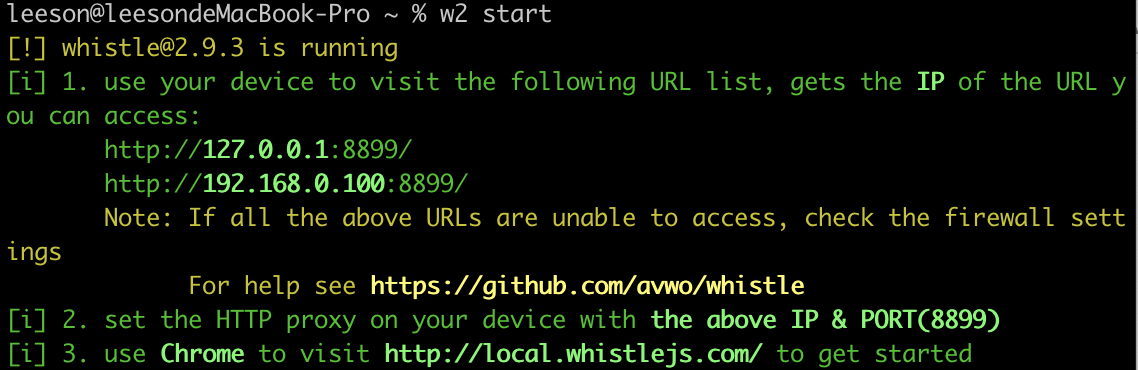 leeson@leesondeMacBook-Pro ~ % w2 start
[!] whistle@2.9.3 is running
[i] 1. use your device to visit the following URL list, gets the IP of the URL y
ou can access:
http://127.0.0.1:8899/
http://192.168.0.100:8899/
Note: If all the above URLs are unable to access, check the firewall sett
ings
For help see https://github.com/avwo/whistle
[i] 2. set the HTTP proxy on your device with the above IP & PORT(8899)
[i] 3. use Chrome to visit http://local.whistlejs.com/ to get started